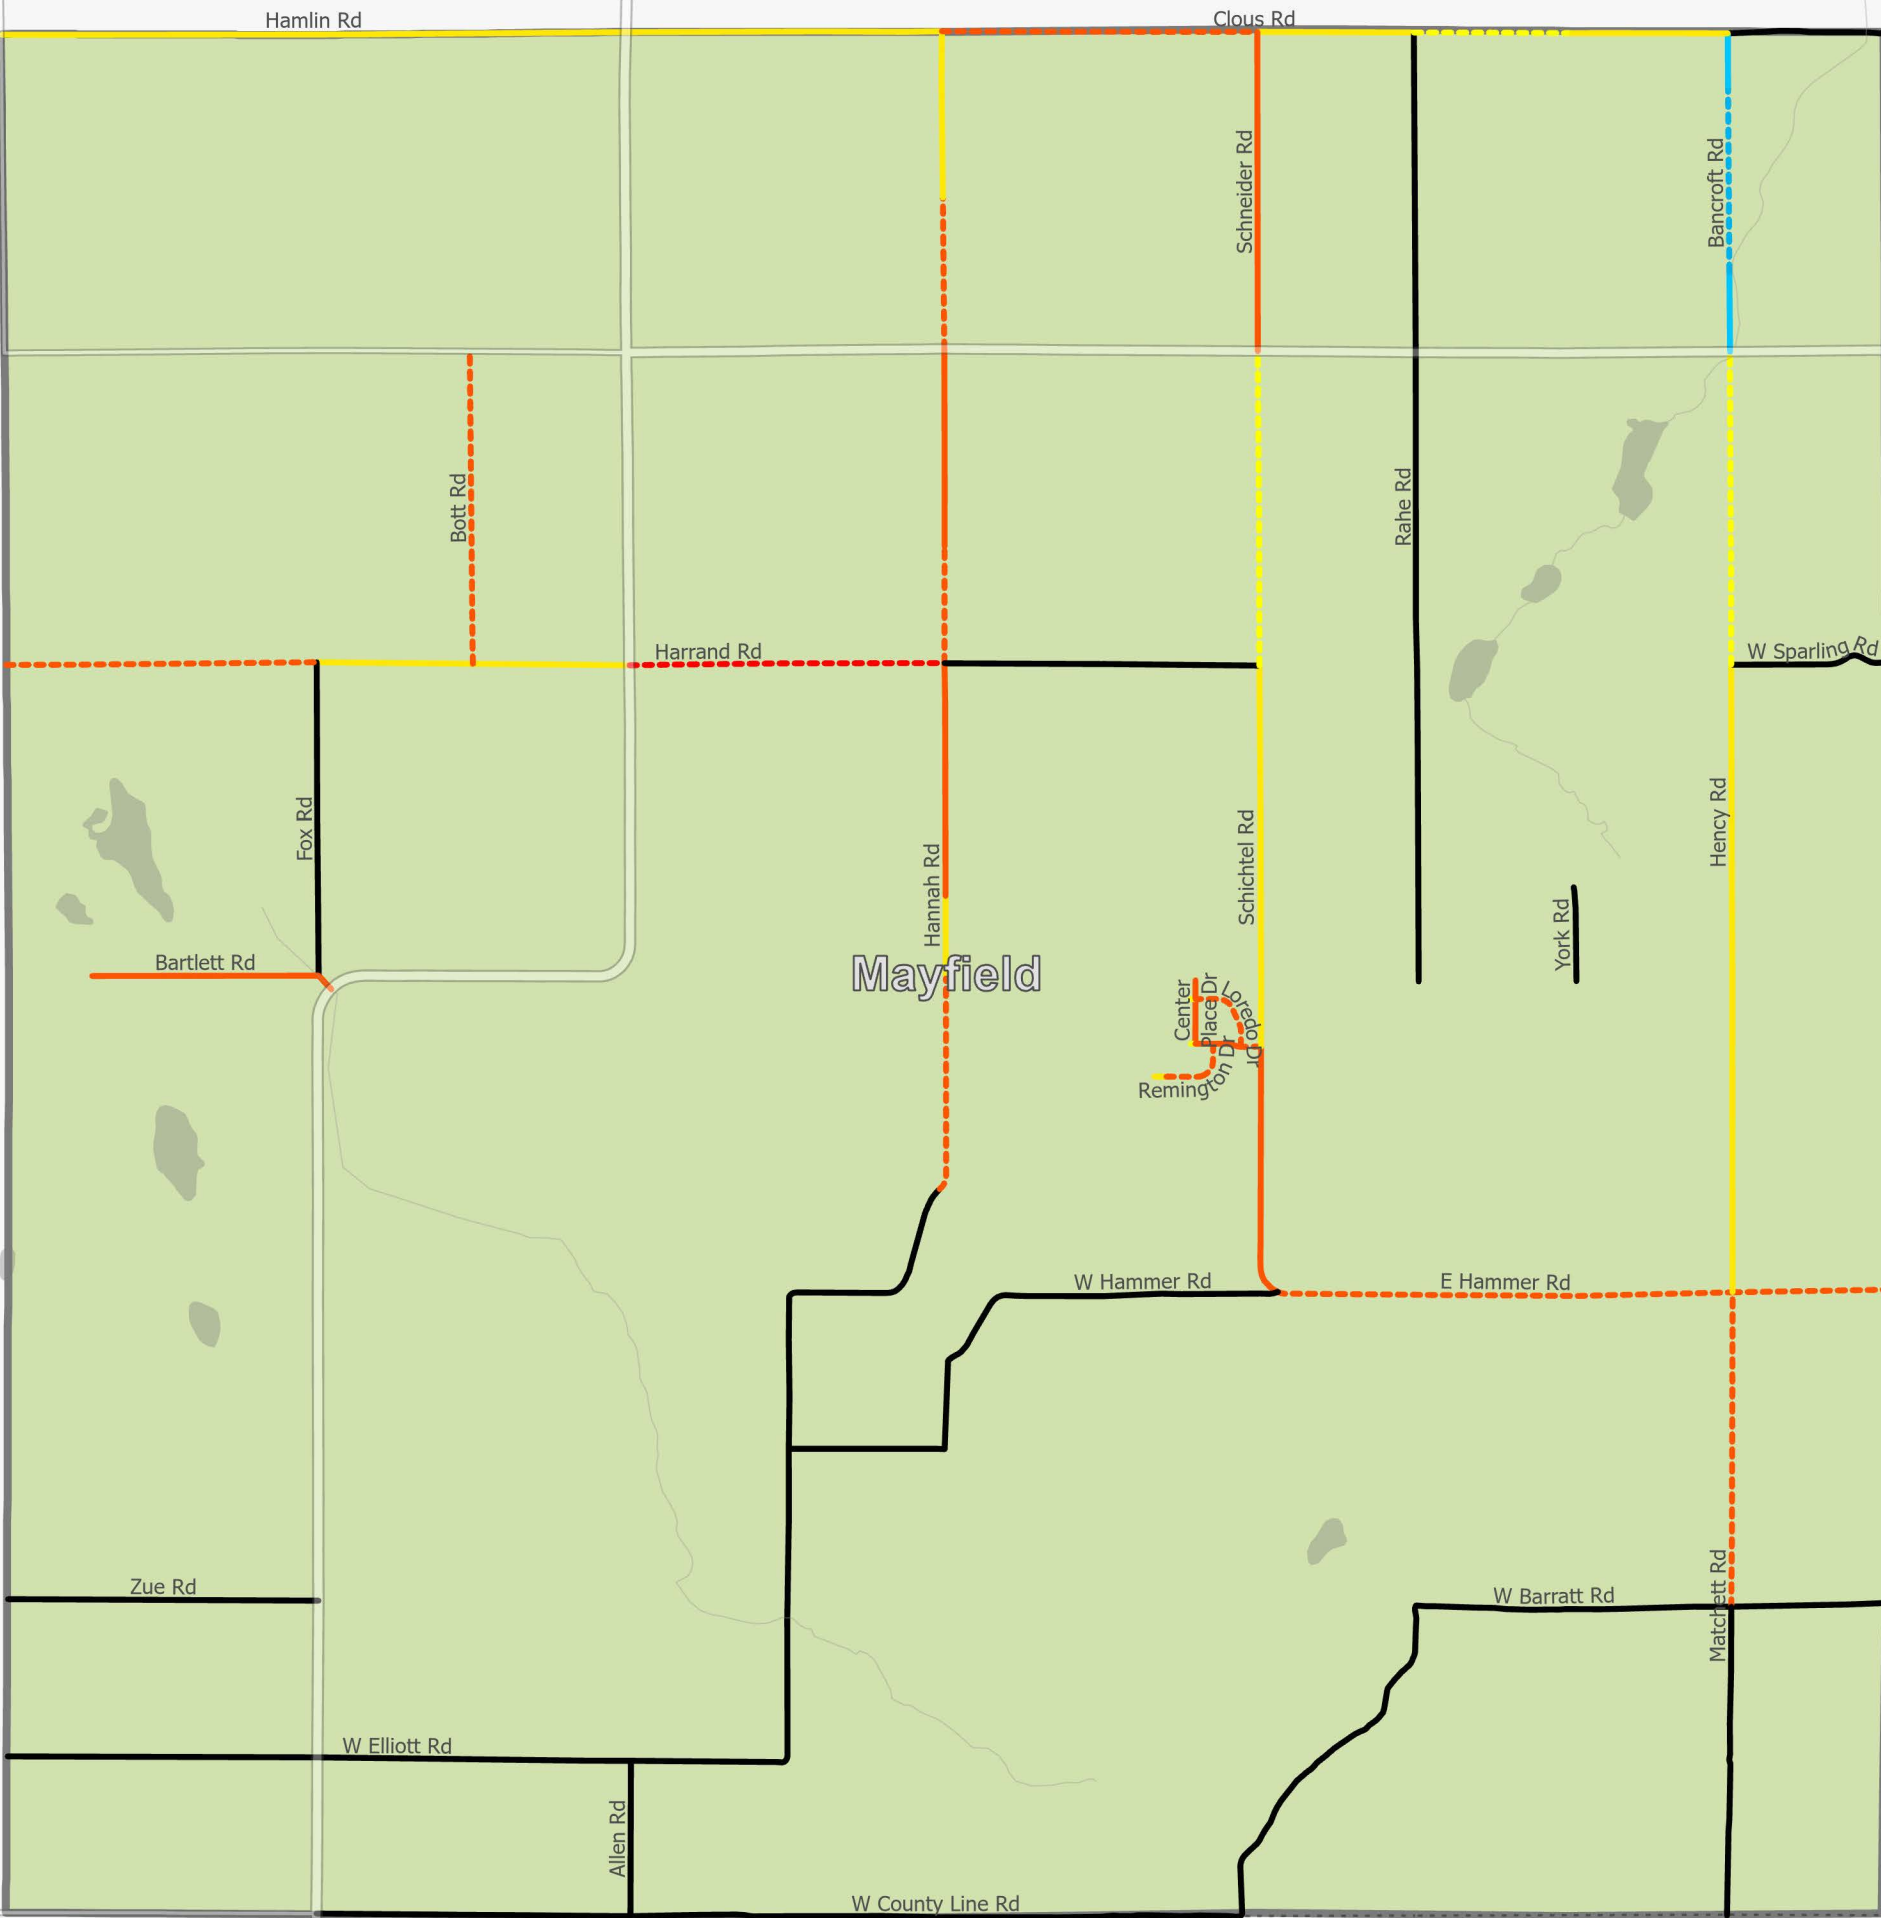 Hamlin Rd
Clous Rd
Schneider Rd
Bancroft Rd
Bott Rd
Rahe Rd
Harrand Rd
W Sparling Rd
Fox Rd
Hannah Rd
Schichtel Rd
Hency Rd
York Rd
Bartlett Rd
Mayfield
Center
Place Dr
Loredo Dr
Remington Dr
W Hammer Rd
E Hammer Rd
Zue Rd
W Barratt Rd
Matchett Rd
W Elliott Rd
Allen Rd
W County Line Rd